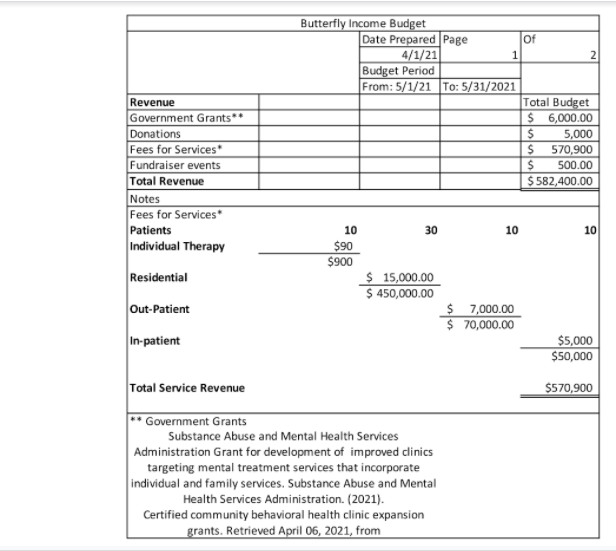 Butterfly Income Budget
Date Prepared Page Of
4/1/21 1 2
Budget Period
From: 5/1/21 To: 5/31/2021
Revenue Total Budget
Government Grants** $ 6,000.00
Donations $ 5,000
Fees for Services* $ 570,900
Fundraiser events $ 500.00
Total Revenue $ 582,400.00
Notes
Fees for Services*
Patients 10 30 10 10
Individual Therapy $90
$900
Residential $ 15,000.00
$ 450,000.00
Out-Patient $ 7,000.00
$ 70,000.00
In-patient $5,000
$50,000
Total Service Revenue $570,900
** Government Grants
Substance Abuse and Mental Health Services
Administration Grant for development of improved clinics
targeting mental treatment services that incorporate
individual and family services. Substance Abuse and Mental
Health Services Administration. (2021).
Certified community behavioral health clinic expansion
grants. Retrieved April 06, 2021, from